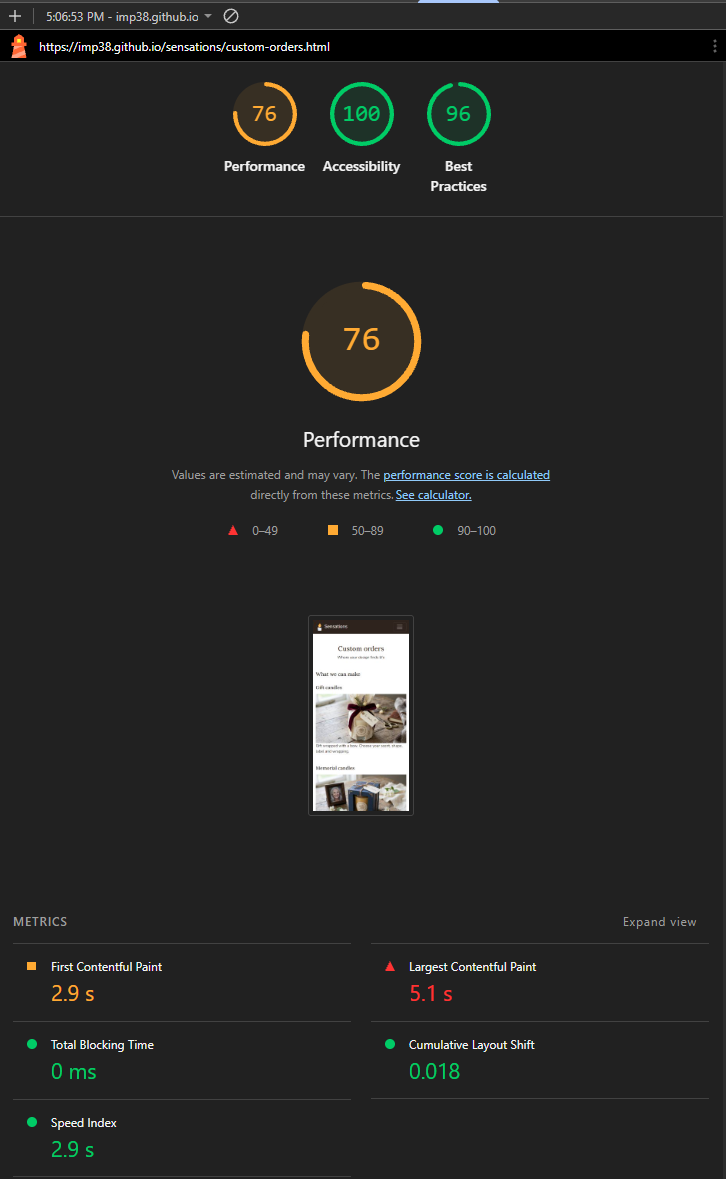 5:06:53 PM - imp38.github.io
https://imp38.github.io/sensations/custom-orders.html
76
Performance
100
Accessibility
96
Best
Practices
76
Performance
Values are estimated and may vary. The performance score is calculated
directly from these metrics. See calculator.
0–49
50–89
90–100
Sensations
Custom orders
What we can make
Gift candles
Memorial candles
METRICS
Expand view
First Contentful Paint
2.9 s
Largest Contentful Paint
5.1 s
Total Blocking Time
0 ms
Cumulative Layout Shift
0.018
Speed Index
2.9 s